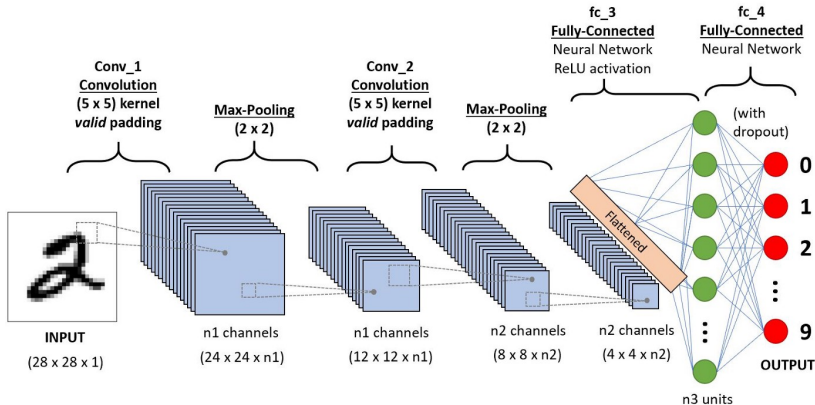 Conv_1
Convolution
(5 x 5) kernel
valid padding
Max-Pooling
(2 x 2)
Conv_2
Convolution
(5 x 5) kernel
valid padding
Max-Pooling
(2 x 2)
fc_3
Fully-Connected
Neural Network
ReLU activation
fc_4
Fully-Connected
Neural Network
(with
dropout)
2
Flattened
0
1
2
9
OUTPUT
INPUT
(28 x 28 x 1)
n1 channels
(24 x 24 x n1)
n1 channels
(12 x 12 x n1)
n2 channels
(8 x 8 x n2)
n2 channels
(4 x 4 x n2)
n3 units